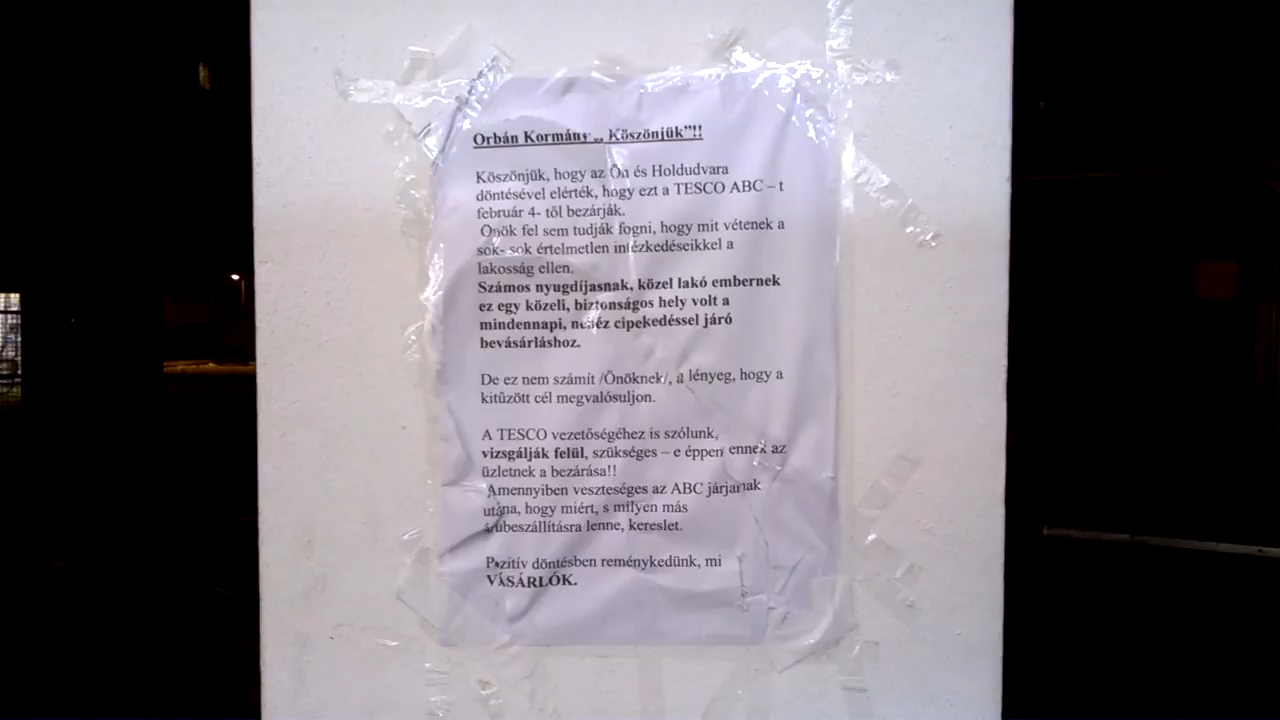 Orbán Kormány „ Köszönjük”!!
Köszönjük, hogy az Ön és Holdudvara
döntésével elérték, hogy ezt a TESCO ABC – t
február 4- től bezárják.
Önök fel sem tudják fogni, hogy mit vétenek a
sok- sok értelmetlen intézkedéseikkel a
lakosság ellen.
Számos nyugdíjasnak, közel lakó embernek
ez egy közeli, biztonságos hely volt a
mindennapi, nehéz cipekedéssel járó
bevásárláshoz.
De ez nem számít /Önöknek/, a lényeg, hogy a
kitűzött cél megvalósuljon.
A TESCO vezetőségéhez is szólunk,
vizsgálják felül, szükséges – e éppen ennek az
üzletnek a bezárása!!
Amennyiben veszteséges az ABC járjanak
utána, hogy miért, s milyen más
árubeszállításra lenne, kereslet.
Pozitív döntésben reménykedünk, mi
VÁSÁRLÓK.